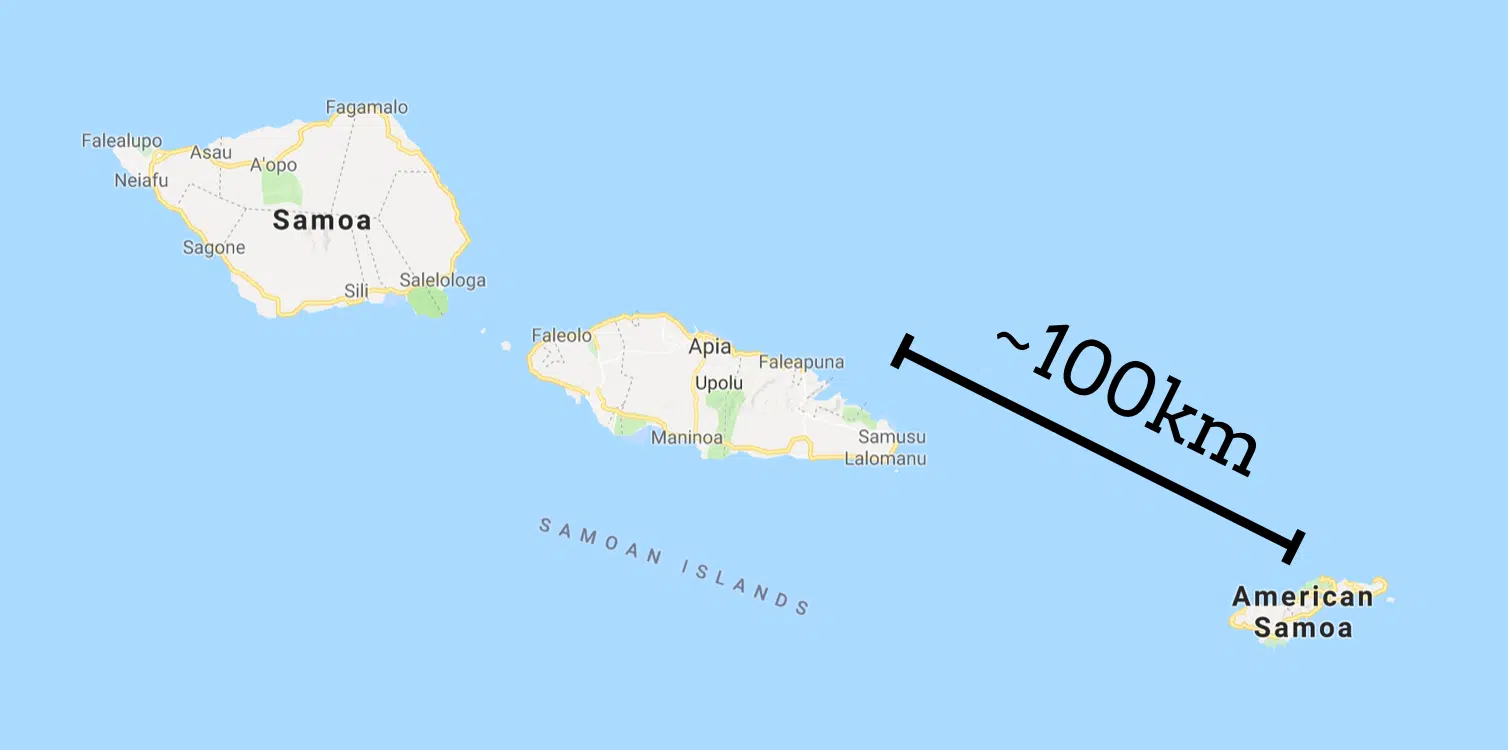 Fagamalo
Falealupo
Asau
A'opo
Neiafu
Samoa
Sagone
Salelologa
Sili
Faleolo
Apia
Faleapuna
Upolu
Maninoa
Samusu
Lalomanu
~100km
SAMOAN ISLANDS
American
Samoa